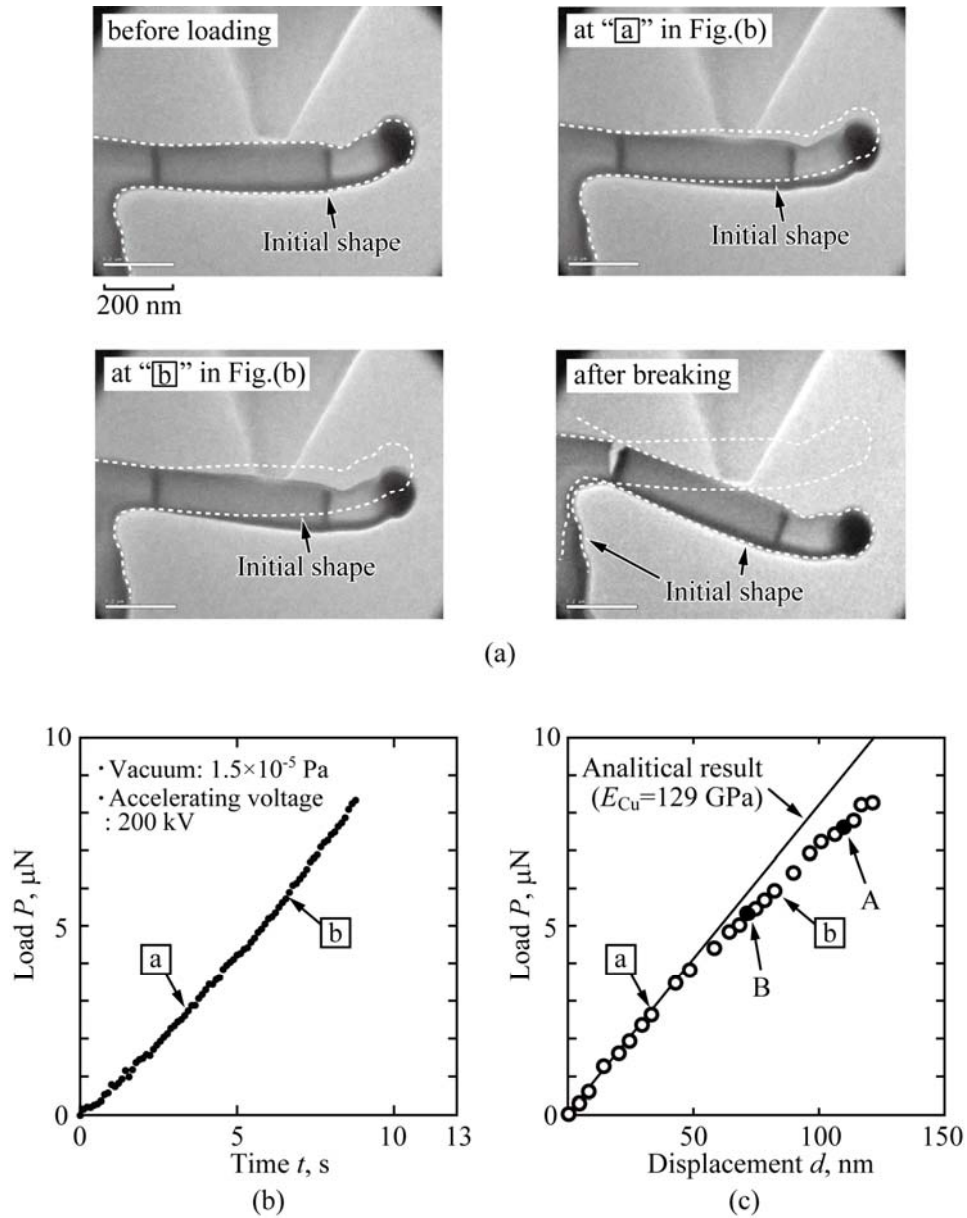 before loading
at “a” in Fig.(b)
Initial shape
Initial shape
200 nm
at “b” in Fig.(b)
after breaking
Initial shape
Initial shape
(a)
10
5
0
0
5
10
13
Load P, μN
Time t, s
・Vacuum: 1.5×10⁻⁵ Pa
・Accelerating voltage
: 200 kV
a
b
(b)
10
5
0
0
50
100
150
Load P, μN
Displacement d, nm
Analitical result
(E_Cu=129 GPa)
a
b
A
B
(c)